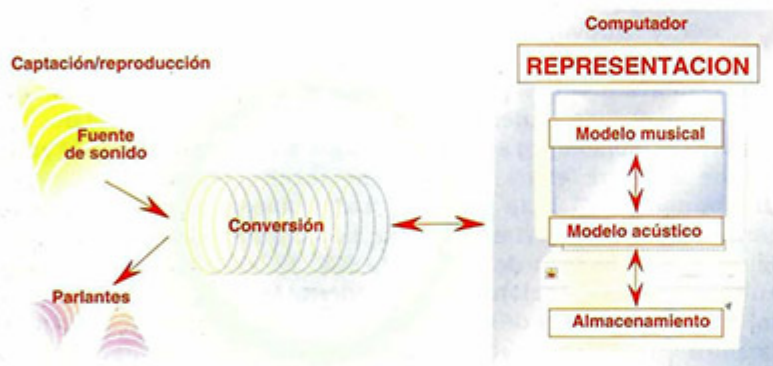 Computador
Captación/reproducción
REPRESENTACION
Fuente
de sonido
Modelo musical
Conversión
Modelo acústico
Parlantes
Almacenamiento